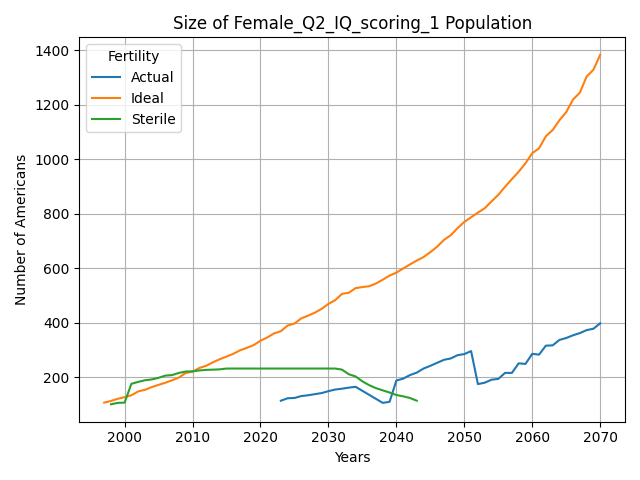 Size of Female_Q2_IQ_scoring_1 Population
Fertility
Actual
Ideal
Sterile
Number of Americans
1400
1200
1000
800
600
400
200
2000 2010 2020 2030 2040 2050 2060 2070
Years